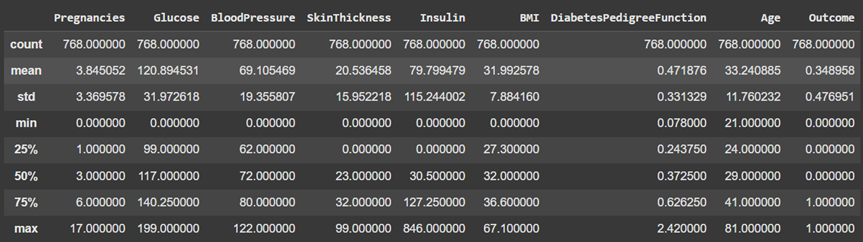 Pregnancies Glucose BloodPressure SkinThickness Insulin BMI DiabetesPedigreeFunction Age Outcome
count 768.000000 768.000000 768.000000 768.000000 768.000000 768.000000 768.000000 768.000000 768.000000
mean 3.845052 120.894531 69.105469 20.536458 79.799479 31.992578 0.471876 33.240885 0.348958
std 3.369578 31.972618 19.355807 15.952218 115.244002 7.884160 0.331329 11.760232 0.476951
min 0.000000 0.000000 0.000000 0.000000 0.000000 0.000000 0.078000 21.000000 0.000000
25% 1.000000 99.000000 62.000000 0.000000 0.000000 27.300000 0.243750 24.000000 0.000000
50% 3.000000 117.000000 72.000000 23.000000 30.500000 32.000000 0.372500 29.000000 0.000000
75% 6.000000 140.250000 80.000000 32.000000 127.250000 36.600000 0.626250 41.000000 1.000000
max 17.000000 199.000000 122.000000 99.000000 846.000000 67.100000 2.420000 81.000000 1.000000